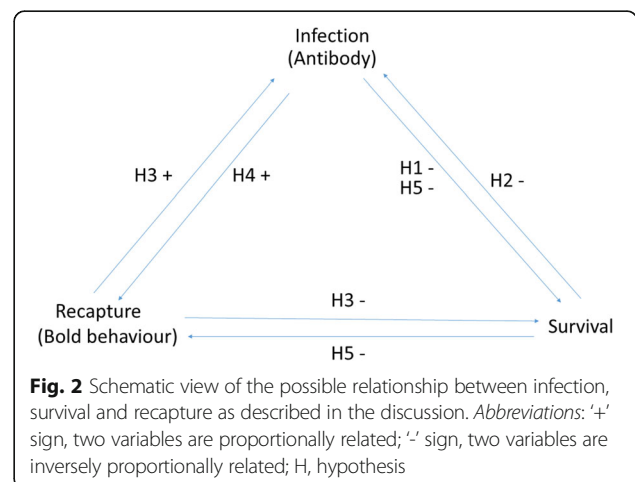 Infection
(Antibody)
H3 +
H4 +
H1 -
H5 -
H2 -
Recapture
(Bold behaviour)
H3 -
H5 -
Survival
Fig. 2 Schematic view of the possible relationship between infection,
survival and recapture as described in the discussion. Abbreviations: ‘+’
sign, two variables are proportionally related; ‘-’ sign, two variables are
inversely proportionally related; H, hypothesis